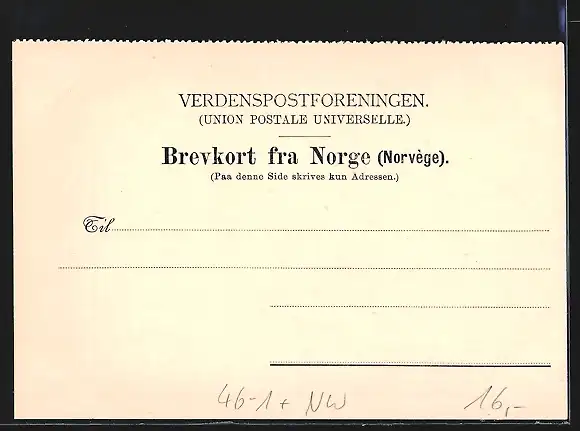 VERDENSPOSTFORENINGEN.
(UNION POSTALE UNIVERSELLE.)
Brevkort fra Norge (Norvège).
(Paa denne Side skrives kun Adressen.)
Til
46-1+ NW 16,-